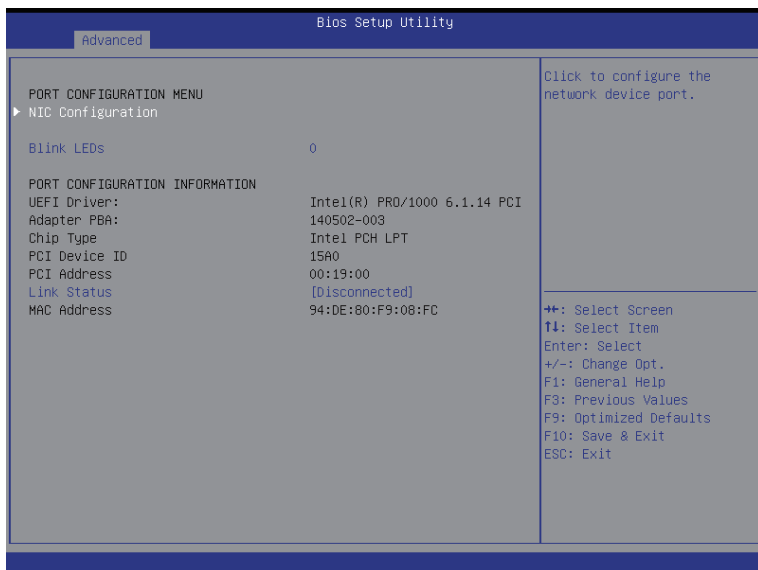 Bios Setup Utility
Advanced
PORT CONFIGURATION MENU
NIC Configuration
Blink LEDs 0
PORT CONFIGURATION INFORMATION
UEFI Driver: Intel(R) PRO/1000 6.1.14 PCI
Adapter PBA: 140502-003
Chip Type Intel PCH LPT
PCI Device ID 15A0
PCI Address 00:19:00
Link Status [Disconnected]
MAC Address 94:DE:80:F9:08:FC
Click to configure the
network device port.
→←: Select Screen
↑↓: Select Item
Enter: Select
+/-: Change Opt.
F1: General Help
F3: Previous Values
F9: Optimized Defaults
F10: Save & Exit
ESC: Exit